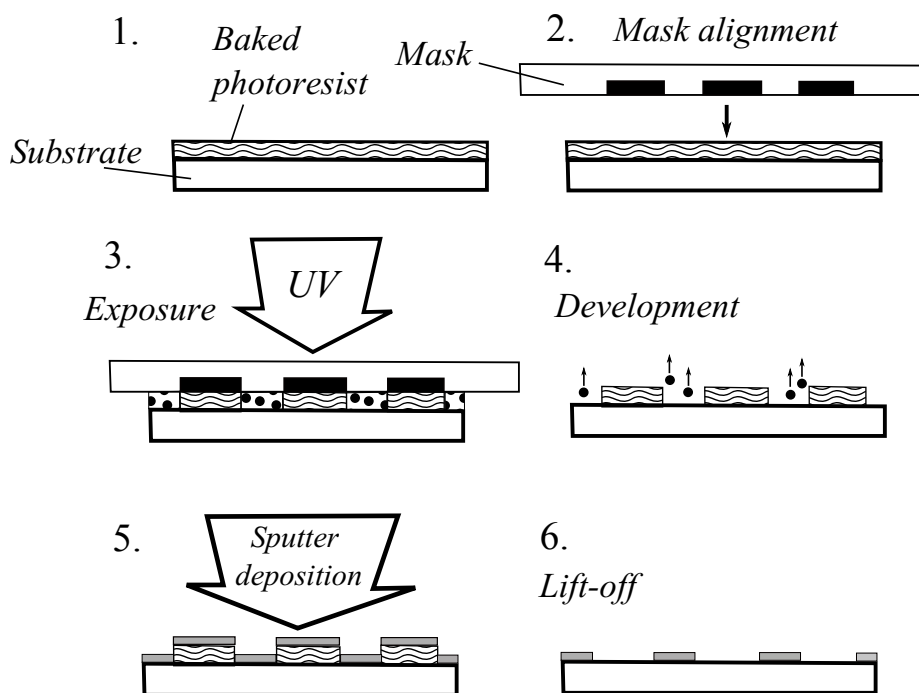 1.
Baked
photoresist
Substrate
2.
Mask alignment
Mask
3.
Exposure
UV
4.
Development
5.
Sputter
deposition
6.
Lift-off